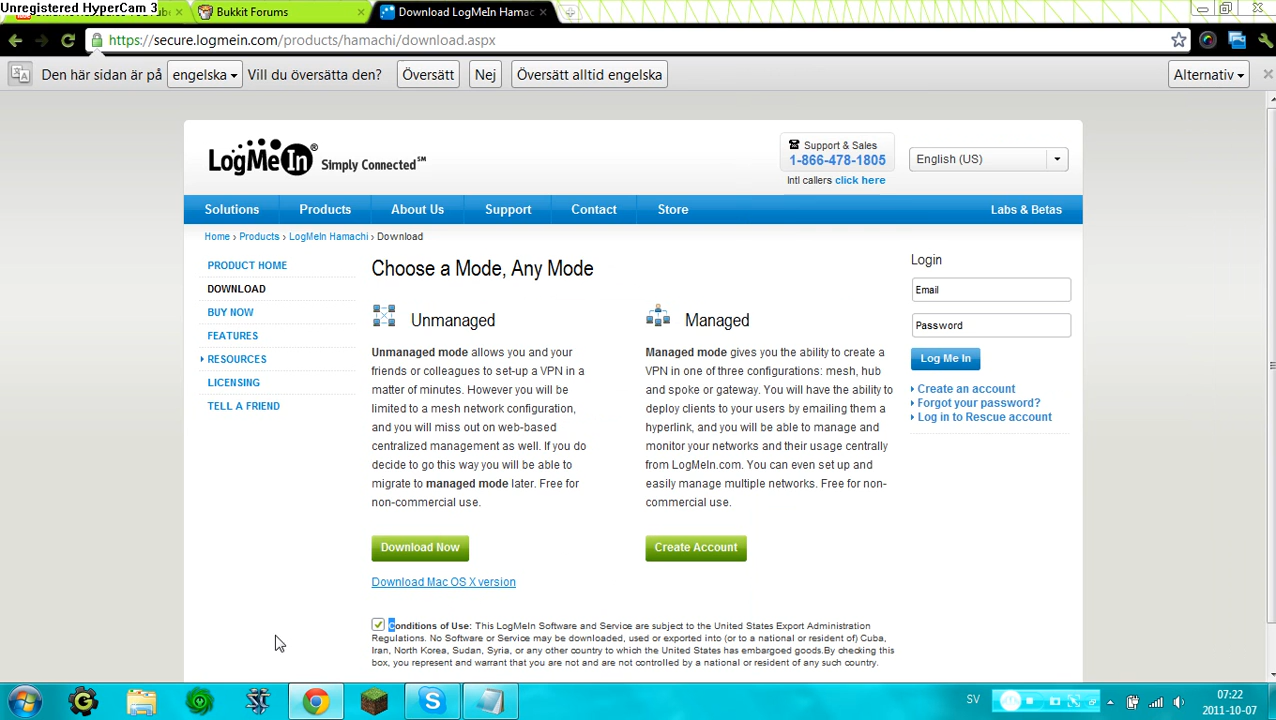 Unregistered HyperCam 3
Bukkit Forums
Download LogMeIn Hamac
https://secure.logmein.com/products/hamachi/download.aspx
Den här sidan är på engelska Vill du översätta den? Översätt Nej Översätt alltid engelska Alternativ
LogMeIn® Simply Connected℠
Support & Sales
1-866-478-1805
Intl callers click here
English (US)
Solutions Products About Us Support Contact Store Labs & Betas
Home › Products › LogMeIn Hamachi › Download
PRODUCT HOME
DOWNLOAD
BUY NOW
FEATURES
RESOURCES
LICENSING
TELL A FRIEND
Choose a Mode, Any Mode
Unmanaged
Unmanaged mode allows you and your
friends or colleagues to set-up a VPN in a
matter of minutes. However you will be
limited to a mesh network configuration,
and you will miss out on web-based
centralized management as well. If you do
decide to go this way you will be able to
migrate to managed mode later. Free for
non-commercial use.
Download Now
Download Mac OS X version
Managed
Managed mode gives you the ability to create a
VPN in one of three configurations: mesh, hub
and spoke or gateway. You will have the ability to
deploy clients to your users by emailing them a
hyperlink, and you will be able to manage and
monitor your networks and their usage centrally
from LogMeIn.com. You can even set up and
easily manage multiple networks. Free for non-
commercial use.
Create Account
Login
Email
Password
Log Me In
Create an account
Forgot your password?
Log in to Rescue account
Conditions of Use: This LogMeIn Software and Service are subject to the United States Export Administration
Regulations. No Software or Service may be downloaded, used or exported into (or to a national or resident of) Cuba,
Iran, North Korea, Sudan, Syria, or any other country to which the United States has embargoed goods.By checking this
box, you represent and warrant that you are not and are not controlled by a national or resident of any such country.
SV
07:22
2011-10-07